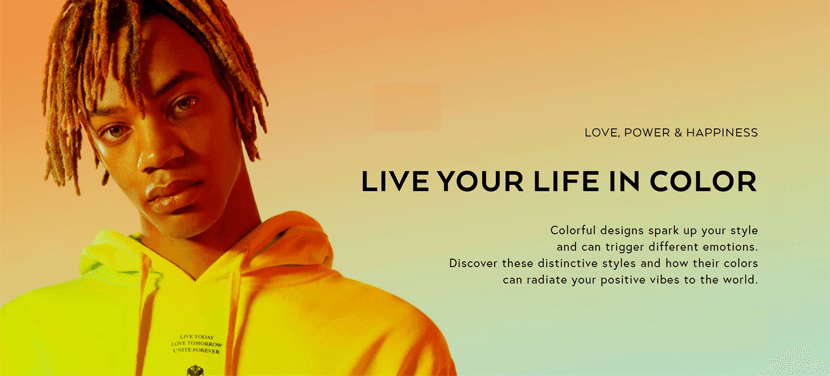 LOVE, POWER & HAPPINESS
LIVE YOUR LIFE IN COLOR
Colorful designs spark up your style
and can trigger different emotions.
Discover these distinctive styles and how their colors
can radiate your positive vibes to the world.
LIVE TODAY
LOVE TOMORROW
UNITE FOREVER